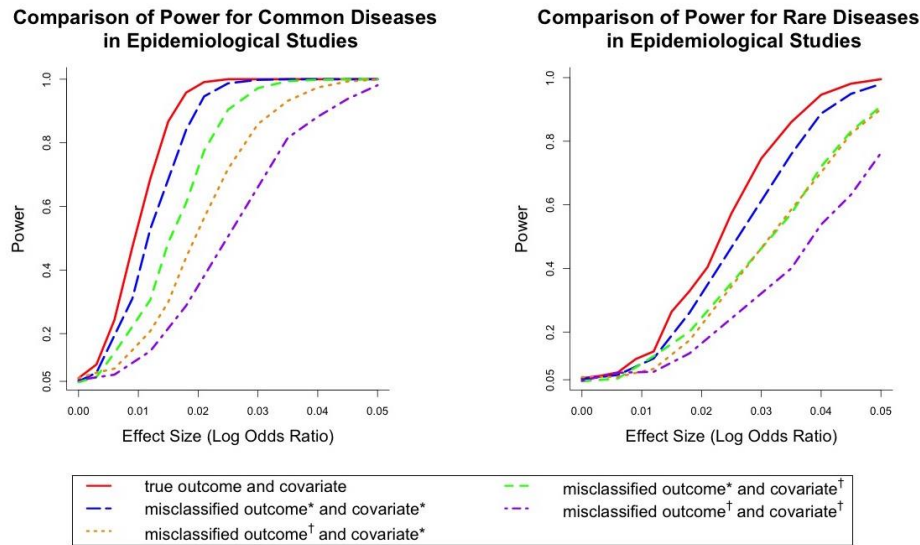 Comparison of Power for Common Diseases
in Epidemiological Studies
Power
1.0
0.8
0.6
0.4
0.2
0.05
0.00 0.01 0.02 0.03 0.04 0.05
Effect Size (Log Odds Ratio)
Comparison of Power for Rare Diseases
in Epidemiological Studies
Power
1.0
0.8
0.6
0.4
0.2
0.05
0.00 0.01 0.02 0.03 0.04 0.05
Effect Size (Log Odds Ratio)
true outcome and covariate
misclassified outcome* and covariate*
misclassified outcome† and covariate*
misclassified outcome* and covariate†
misclassified outcome† and covariate†